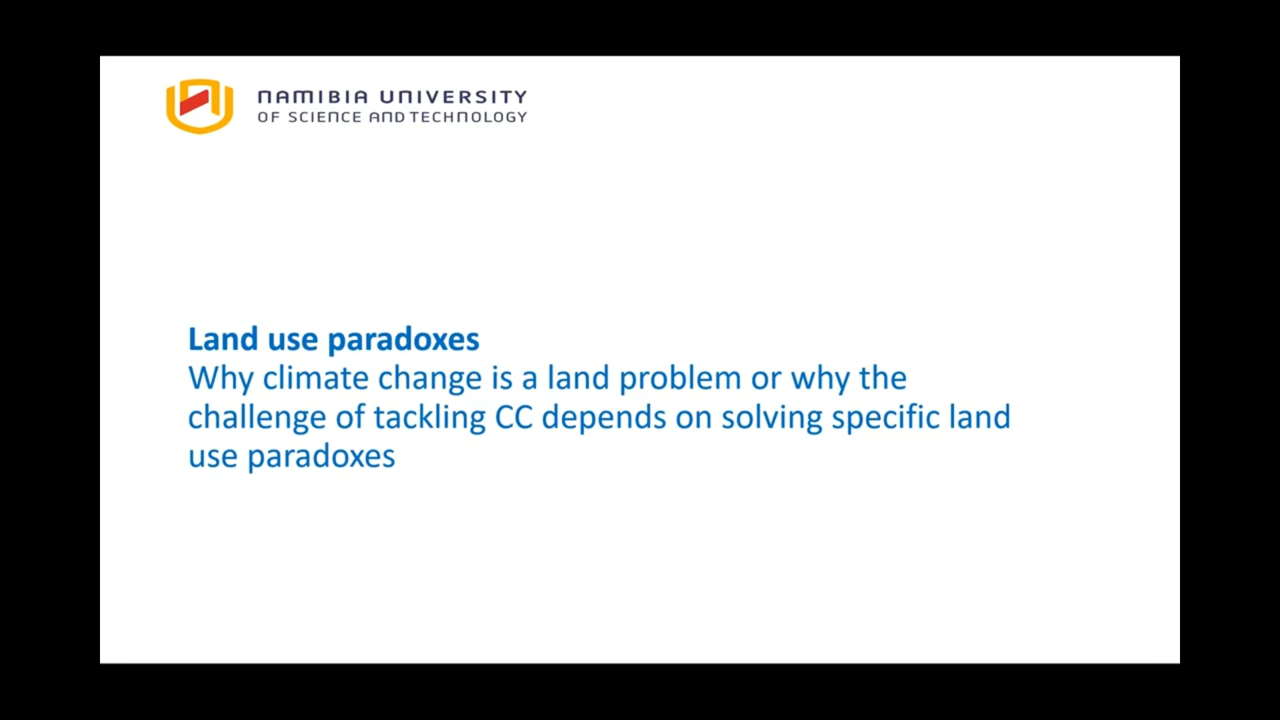 NAMIBIA UNIVERSITY
OF SCIENCE AND TECHNOLOGY
Land use paradoxes
Why climate change is a land problem or why the
challenge of tackling CC depends on solving specific land
use paradoxes